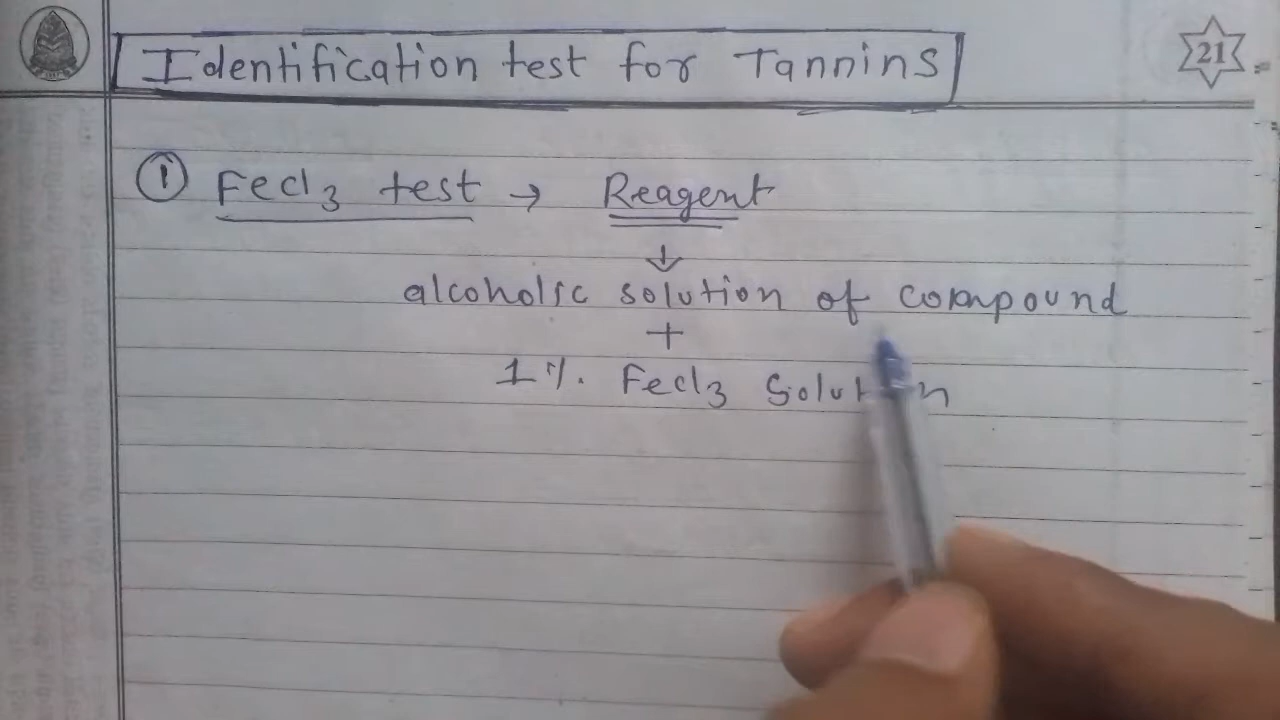 21
Identification test for Tannins
① FeCl3 test → Reagent
↓
alcoholic solution of compound
+
1%. FeCl3 Solution